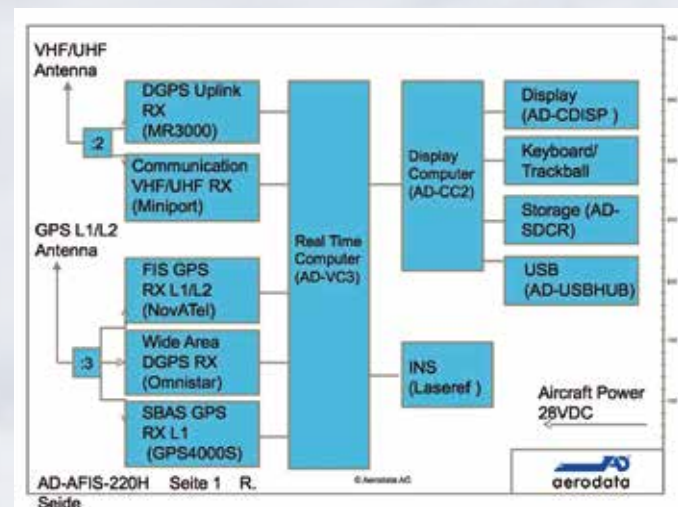 VHF/UHF
Antenna
:2
DGPS Uplink
RX
(MR3000)
Communication
VHF/UHF RX
(Miniport)
GPS L1/L2
Antenna
:3
FIS GPS
RX L1/L2
(NovATel)
Wide Area
DGPS RX
(Omnistar)
SBAS GPS
RX L1
(GPS4000S)
Real Time
Computer
(AD-VC3)
Display
Computer
(AD-CC2)
INS
(Laseref )
Display
(AD-CDISP )
Keyboard/
Trackball
Storage (AD-
SDCR)
USB
(AD-USBHUB)
Aircraft Power
28VDC
AD-AFIS-220H Seite 1 R.
Seide
© Aerodata AG
AD
aerodata